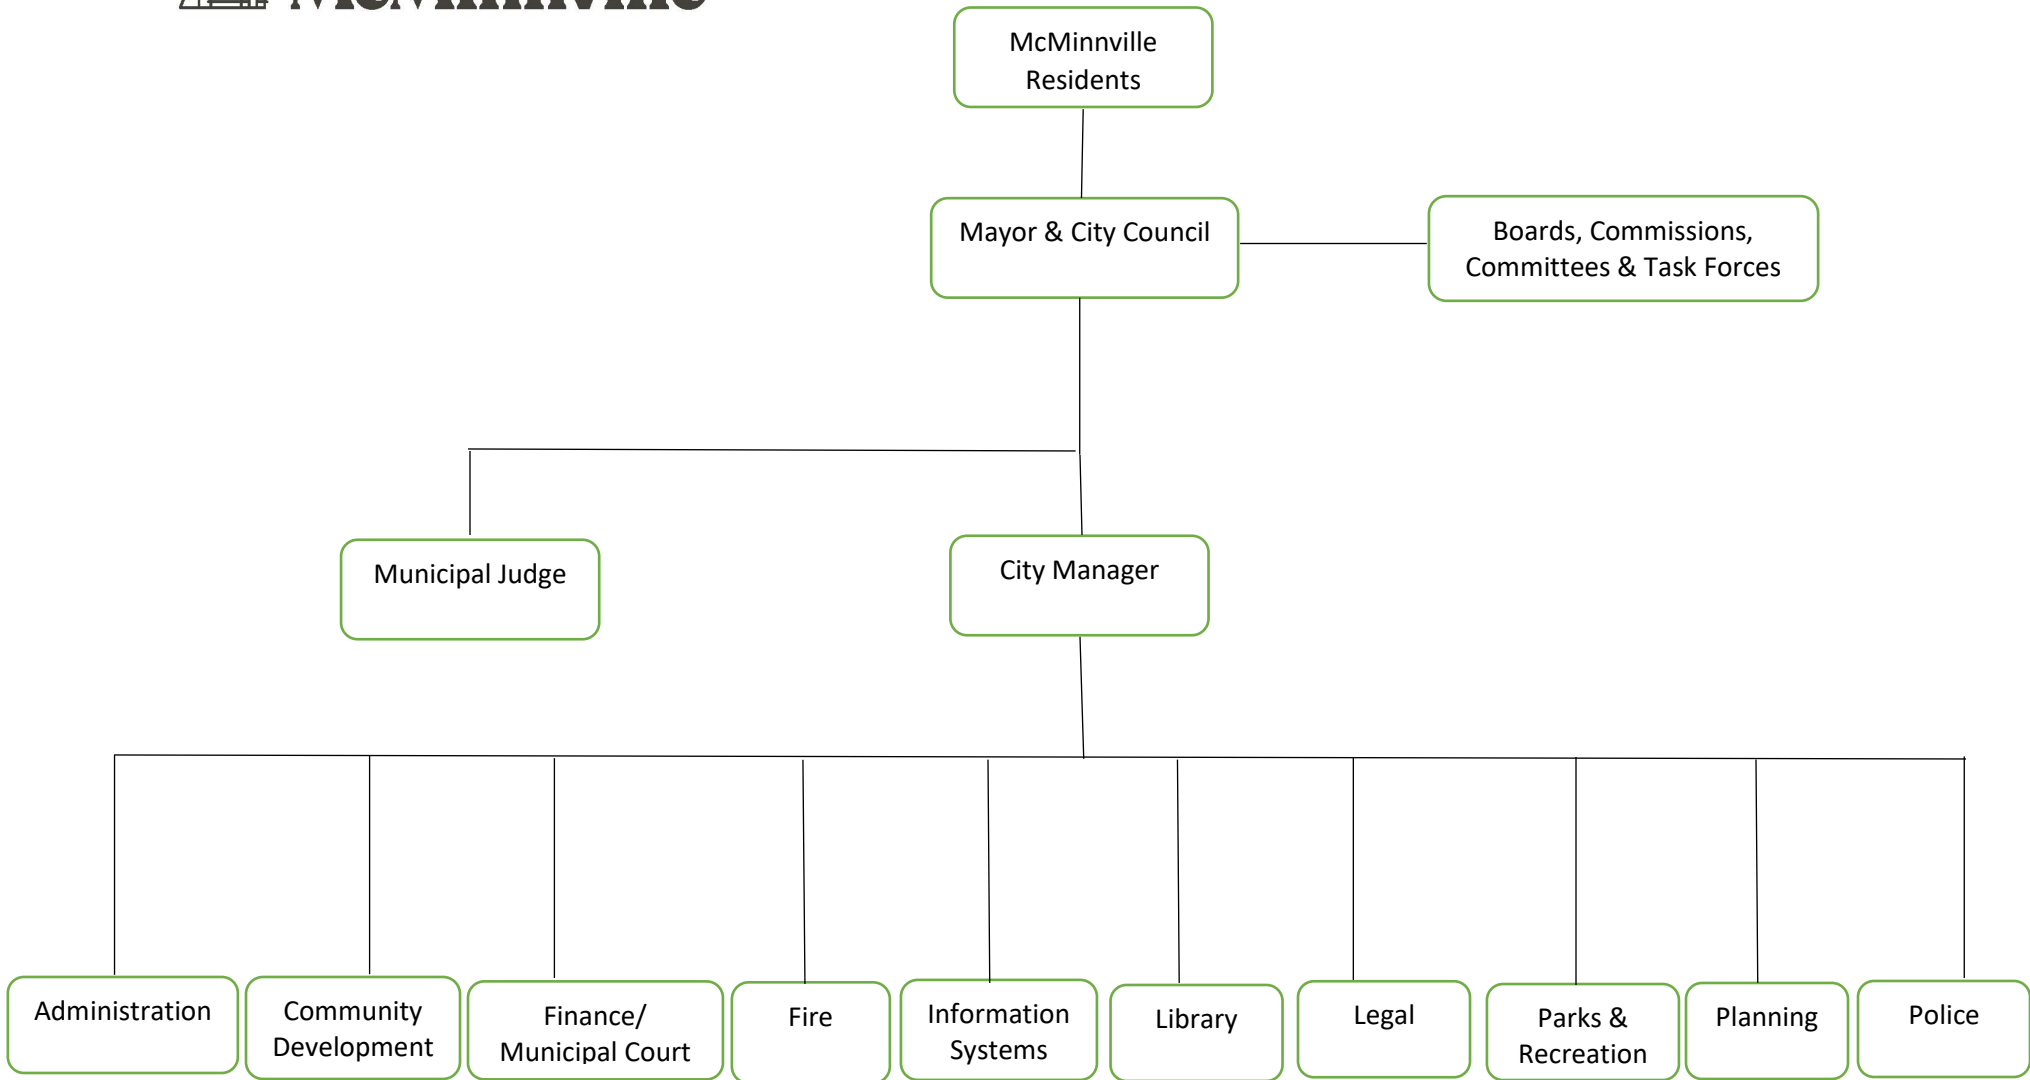 McMinnville
McMinnville
Residents
Mayor & City Council
Boards, Commissions,
Committees & Task Forces
Municipal Judge
City Manager
Administration
Community
Development
Finance/
Municipal Court
Fire
Information
Systems
Library
Legal
Parks &
Recreation
Planning
Police